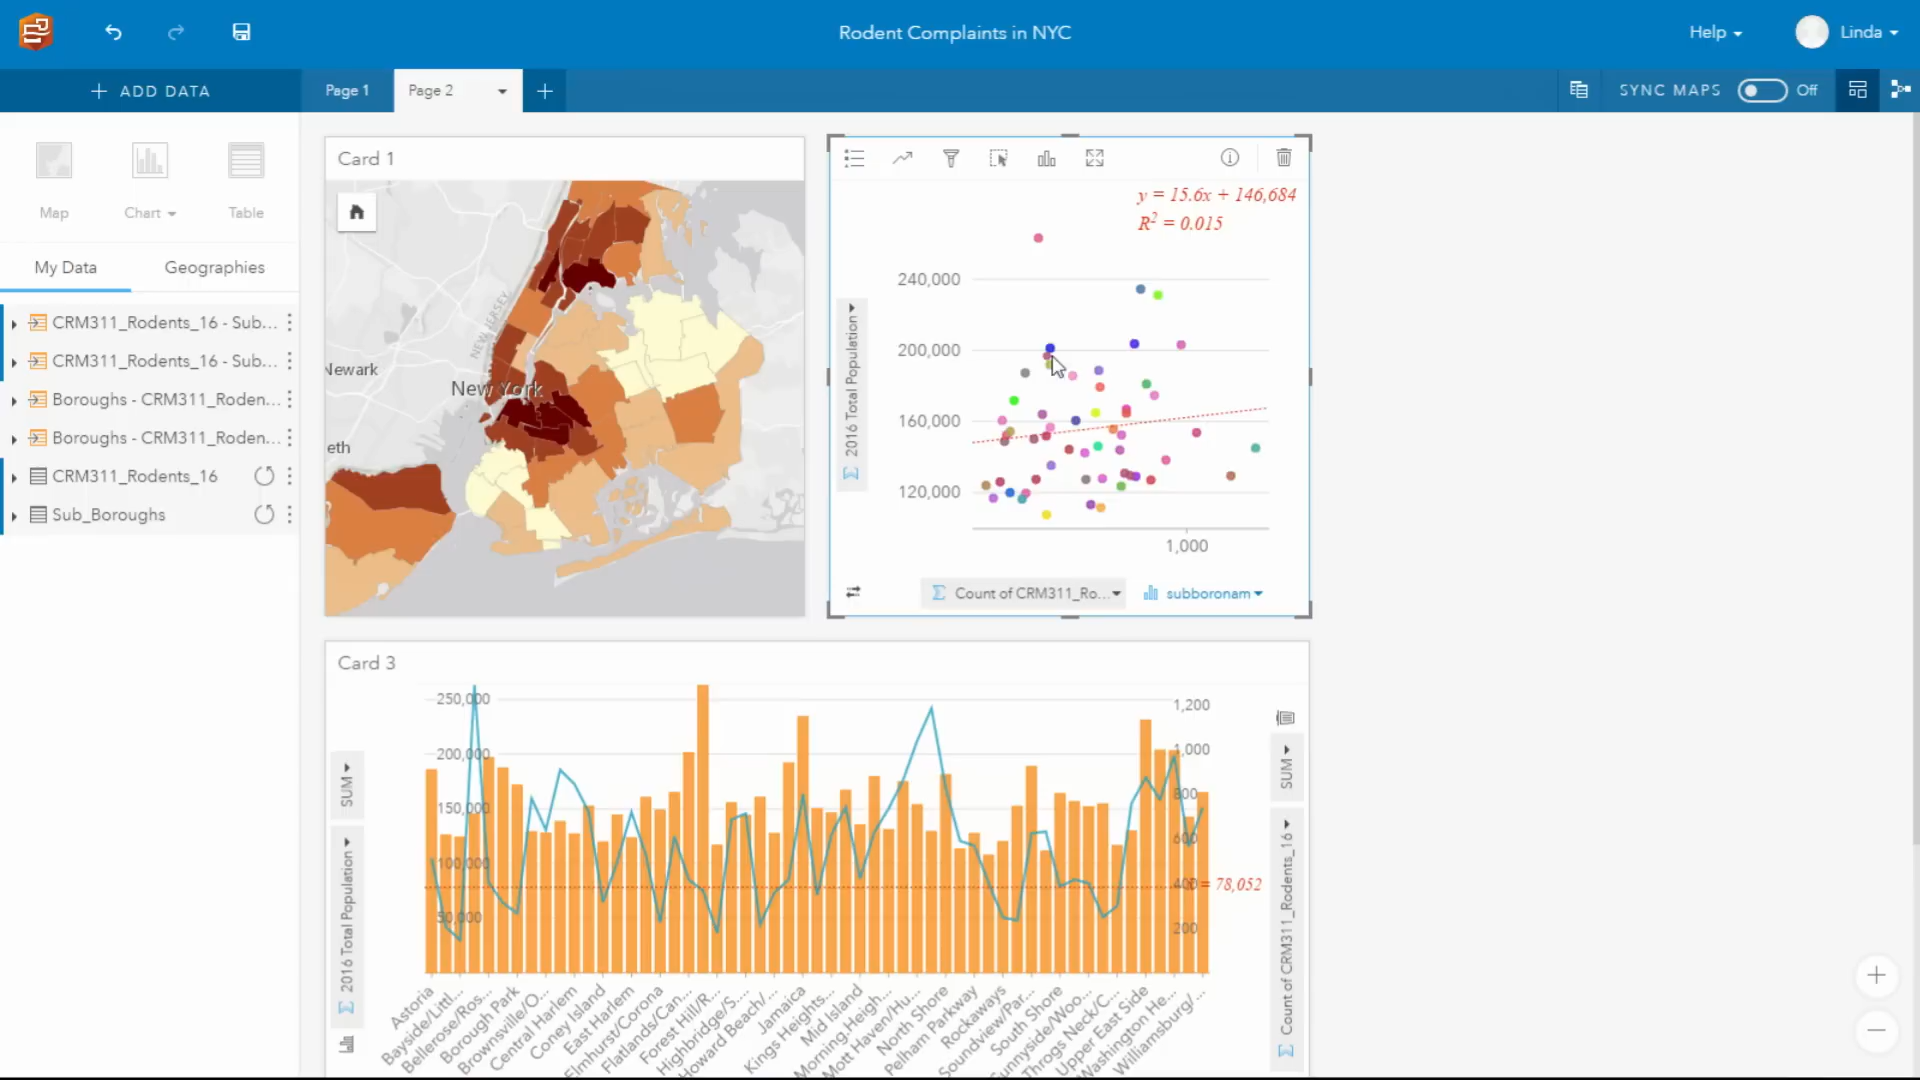 Rodent Complaints in NYC
Help
Linda
ADD DATA
Page 1
Page 2
SYNC MAPS
Off
Map
Chart
Table
My Data
Geographies
CRM311_Rodents_16 - Sub...
CRM311_Rodents_16 - Sub...
Boroughs - CRM311_Roden...
Boroughs - CRM311_Roden...
CRM311_Rodents_16
Sub_Boroughs
Card 1
NEW JERSEY
Newark
New York
eth
y = 15.6x + 146,684
R² = 0.015
240,000
200,000
160,000
120,000
2016 Total Population
1,000
Count of CRM311_Ro...
subboronam
Card 3
250,000
200,000
150,000
100,000
50,000
SUM
2016 Total Population
1,200
1,000
800
600
400
200
= 78,052
SUM
Count of CRM311_Rodents_16
Astoria
Bayside/Littl...
Bellerose/Ros...
Borough Park
Brownsville/O...
Central Harlem
Coney Island
East Harlem
Elmhurst/Corona
Flatlands/Can...
Forest Hill/R...
Highbridge/S...
Howard Beach/...
Jamaica
Kings Heights...
Mid Island
Morning.Heigh...
Mott Haven/Hu...
North Shore
Pelham Parkway
Rockaways
Soundview/Par...
South Shore
Sunnyside/Woo...
Throgs Neck/C...
Upper East Side
Washington He...
Williamsburg/...